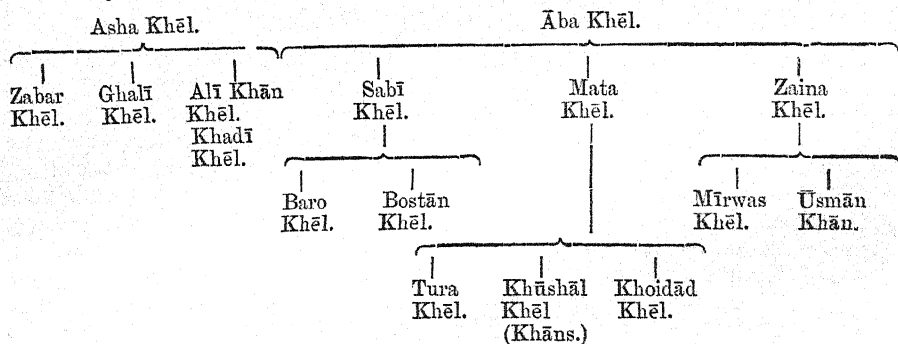 Asha Khēl. Āba Khēl.
Zabar Khēl.
Ghalī Khēl.
Alī Khān Khēl. Khadī Khēl.
Sabī Khēl.
Mata Khēl.
Zaina Khēl.
Baro Khēl.
Bostān Khēl.
Mīrwas Khēl.
Ūsmān Khān.
Tura Khēl.
Khūshāl Khēl (Khāns.)
Khoidād Khēl.